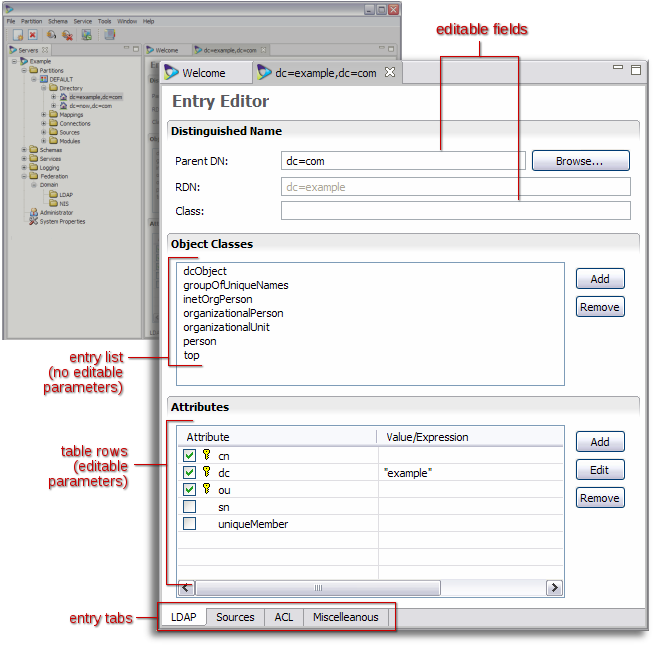 editable fields
dc=example,dc=com
File Partition Schema Service Tools Window Help
Servers
Welcome
dc=example,dc=com
Example
Partitions
DEFAULT
Directory
dc=example,dc=com
dc=now,dc=com
Mappings
Connections
Sources
Modules
Schemas
Services
Logging
Federation
Domain
LDAP
NIS
Administrator
System Properties
Welcome
dc=example,dc=com
Entry Editor
Distinguished Name
Parent DN:
dc=com
Browse...
RDN:
dc=example
Class:
Object Classes
dcObject
groupOfUniqueNames
inetOrgPerson
organizationalPerson
organizationalUnit
person
top
Add
Remove
entry list
(no editable
parameters)
Attributes
Attribute
Value/Expression
cn
dc
"example"
ou
sn
uniqueMember
Add
Edit
Remove
table rows
(editable
parameters)
entry tabs
LDAP
Sources
ACL
Miscelleanous